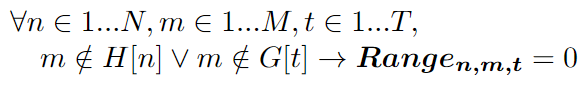 ∀n ∈ 1...N, m ∈ 1...M, t ∈ 1...T,
m ∉ H[n] ∨ m ∉ G[t] → Range_{n,m,t} = 0